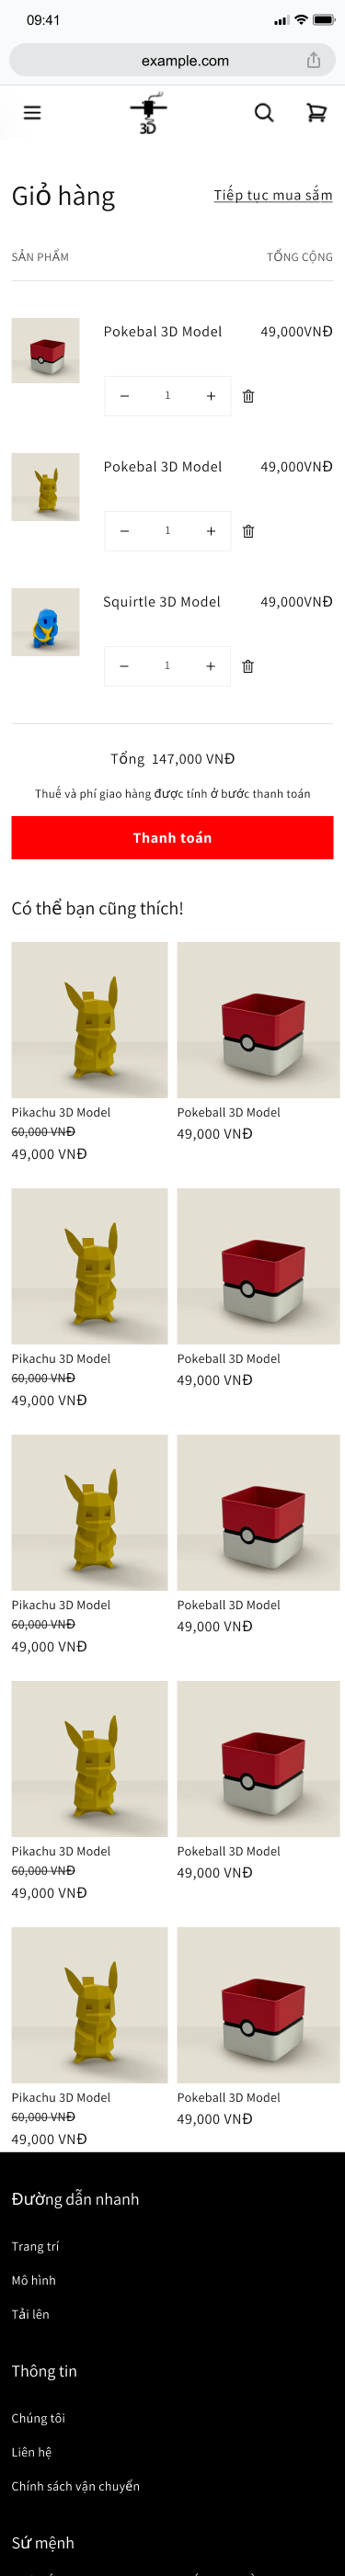 09:41
example.com
3D
Giỏ hàng
Tiếp tục mua sắm
SẢN PHẨM
TỔNG CỘNG
Pokebal 3D Model
49,000VNĐ
1
Pokebal 3D Model
49,000VNĐ
1
Squirtle 3D Model
49,000VNĐ
1
Tổng 147,000 VNĐ
Thuế và phí giao hàng được tính ở bước thanh toán
Thanh toán
Có thể bạn cũng thích!
Pikachu 3D Model
60,000 VNĐ
49,000 VNĐ
Pokeball 3D Model
49,000 VNĐ
Pikachu 3D Model
60,000 VNĐ
49,000 VNĐ
Pokeball 3D Model
49,000 VNĐ
Pikachu 3D Model
60,000 VNĐ
49,000 VNĐ
Pokeball 3D Model
49,000 VNĐ
Pikachu 3D Model
60,000 VNĐ
49,000 VNĐ
Pokeball 3D Model
49,000 VNĐ
Pikachu 3D Model
60,000 VNĐ
49,000 VNĐ
Pokeball 3D Model
49,000 VNĐ
Đường dẫn nhanh
Trang trí
Mô hình
Tải lên
Thông tin
Chúng tôi
Liên hệ
Chính sách vận chuyển
Sứ mệnh